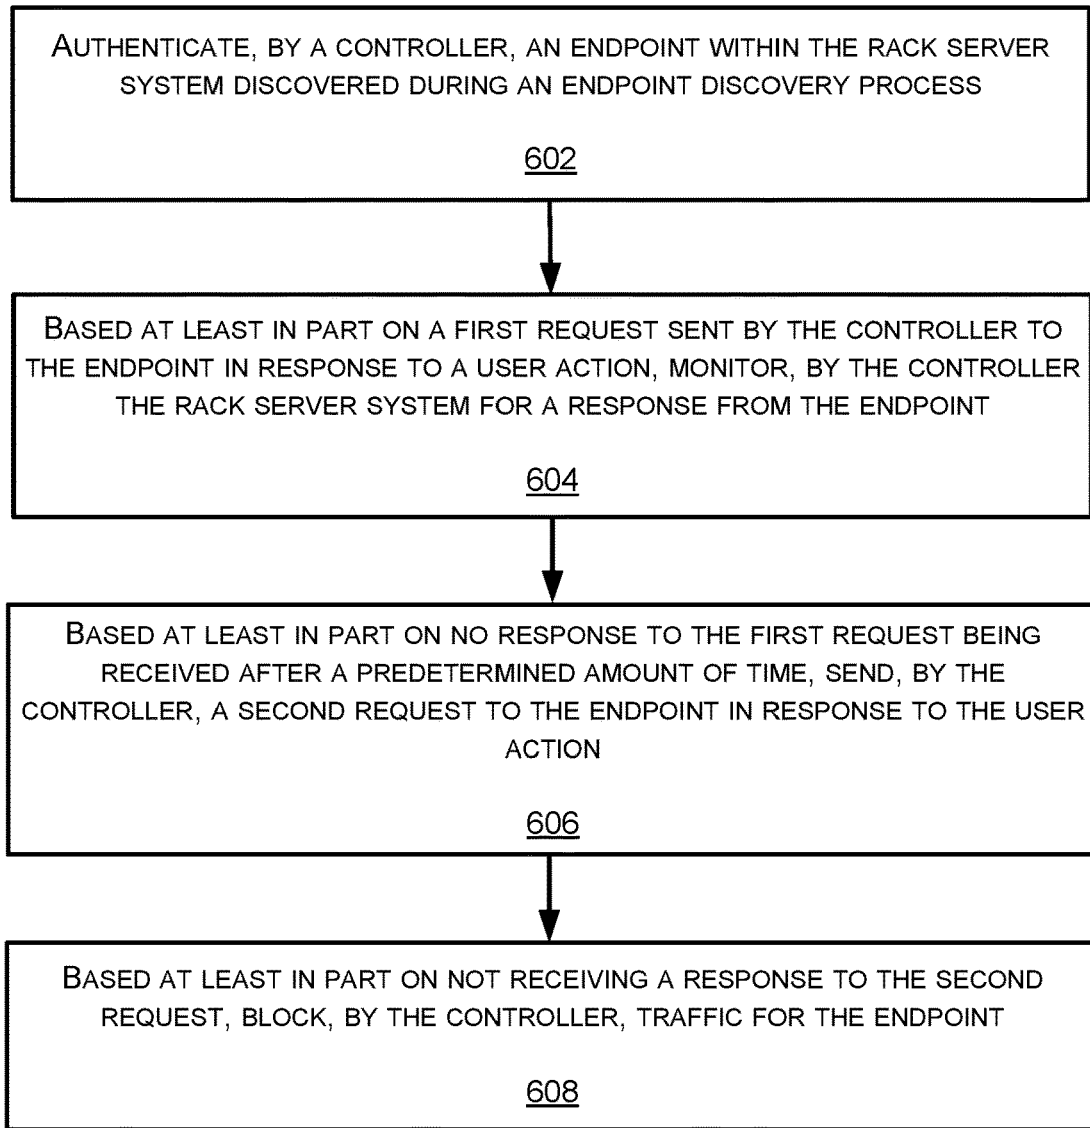 AUTHENTICATE, BY A CONTROLLER, AN ENDPOINT WITHIN THE RACK SERVER
SYSTEM DISCOVERED DURING AN ENDPOINT DISCOVERY PROCESS
602
BASED AT LEAST IN PART ON A FIRST REQUEST SENT BY THE CONTROLLER TO
THE ENDPOINT IN RESPONSE TO A USER ACTION, MONITOR, BY THE CONTROLLER
THE RACK SERVER SYSTEM FOR A RESPONSE FROM THE ENDPOINT
604
BASED AT LEAST IN PART ON NO RESPONSE TO THE FIRST REQUEST BEING
RECEIVED AFTER A PREDETERMINED AMOUNT OF TIME, SEND, BY THE
CONTROLLER, A SECOND REQUEST TO THE ENDPOINT IN RESPONSE TO THE USER
ACTION
606
BASED AT LEAST IN PART ON NOT RECEIVING A RESPONSE TO THE SECOND
REQUEST, BLOCK, BY THE CONTROLLER, TRAFFIC FOR THE ENDPOINT
608